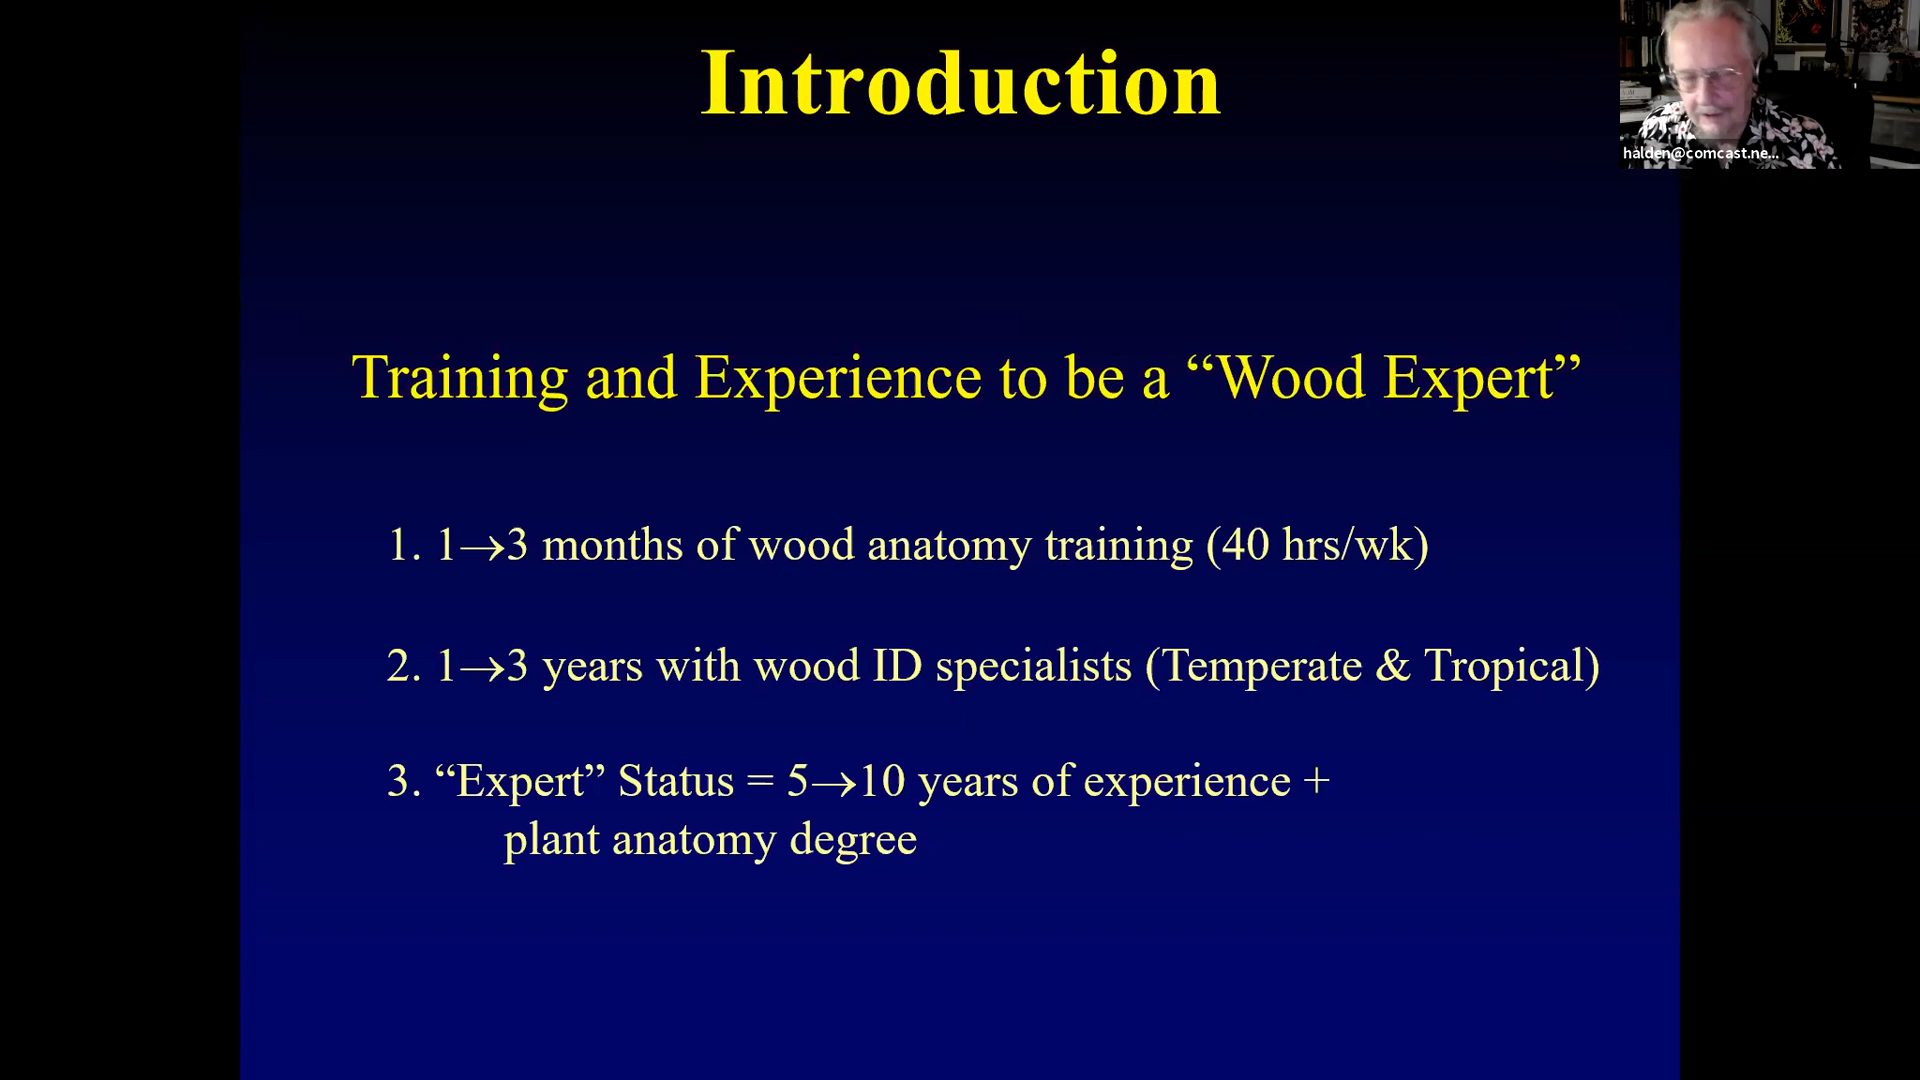 Introduction
halden@comcast.ne...
Training and Experience to be a “Wood Expert”
1. 1→3 months of wood anatomy training (40 hrs/wk)
2. 1→3 years with wood ID specialists (Temperate & Tropical)
3. “Expert” Status = 5→10 years of experience +
plant anatomy degree